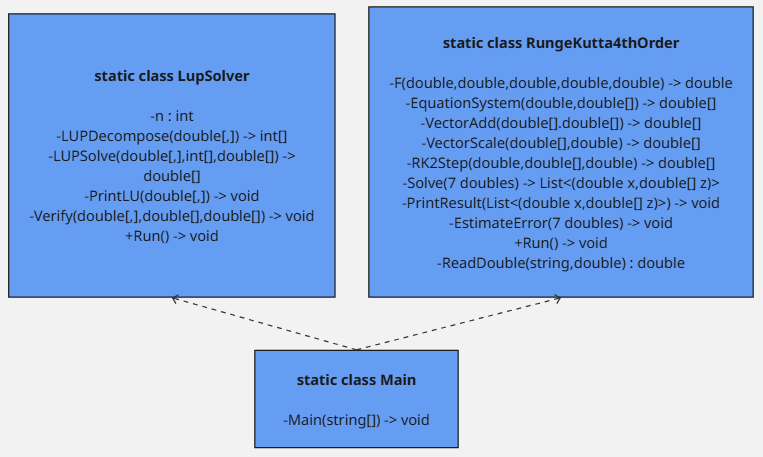 static class LupSolver
-n : int
-LUPDecompose(double[,]) -> int[]
-LUPSolve(double[,],int[],double[]) ->
double[]
-PrintLU(double[,]) -> void
-Verify(double[,],double[],double[]) -> void
+Run() -> void
static class RungeKutta4thOrder
-F(double,double,double,double,double) -> double
-EquationSystem(double,double[]) -> double[]
-VectorAdd(double[].double[]) -> double[]
-VectorScale(double[],double) -> double[]
-RK2Step(double,double[],double) -> double[]
-Solve(7 doubles) -> List<(double x,double[] z)>
-PrintResult(List<(double x,double[] z)>) -> void
-EstimateError(7 doubles) -> void
+Run() -> void
-ReadDouble(string,double) : double
static class Main
-Main(string[]) -> void